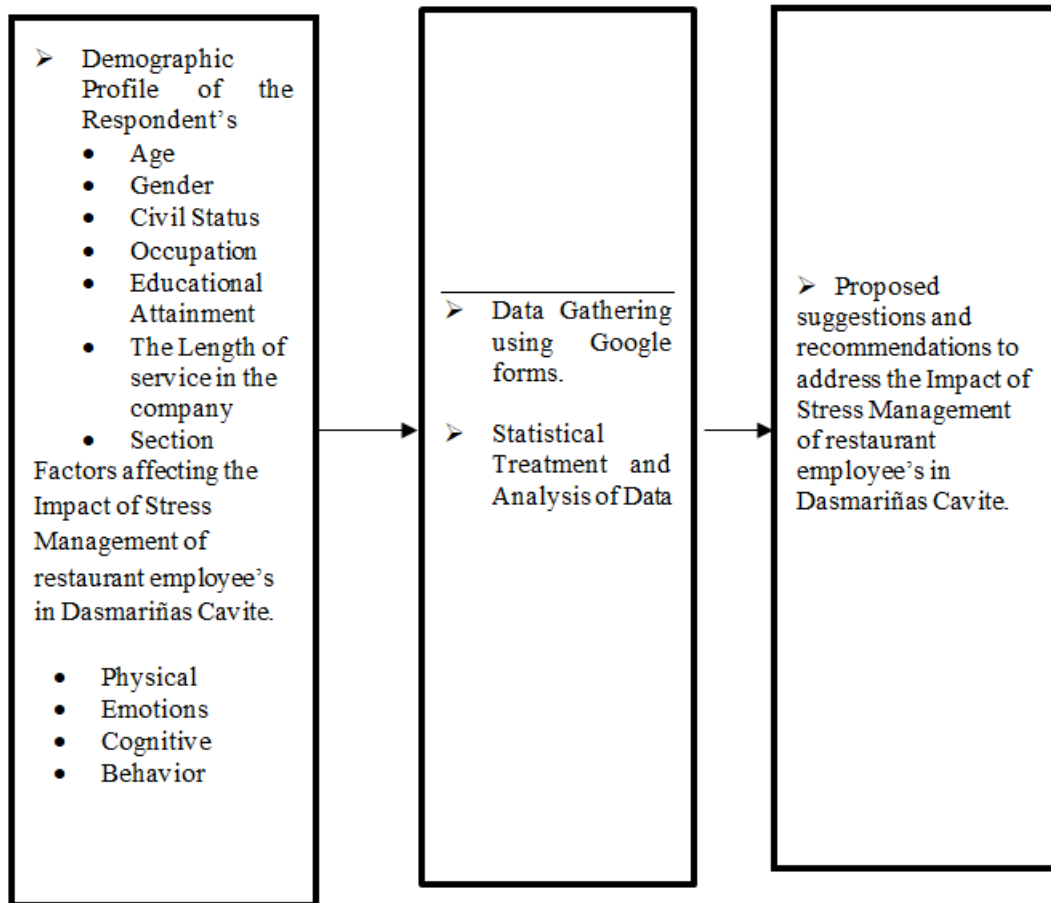 ➢ Demographic
Profile of the
Respondent's
• Age
• Gender
• Civil Status
• Occupation
• Educational
Attainment
• The Length of
service in the
company
• Section
Factors affecting the
Impact of Stress
Management of
restaurant employee's
in Dasmariñas Cavite.
• Physical
• Emotions
• Cognitive
• Behavior
➢ Data Gathering
using Google
forms.
➢ Statistical
Treatment and
Analysis of Data
➢ Proposed
suggestions and
recommendations to
address the Impact of
Stress Management
of restaurant
employee's in
Dasmariñas Cavite.